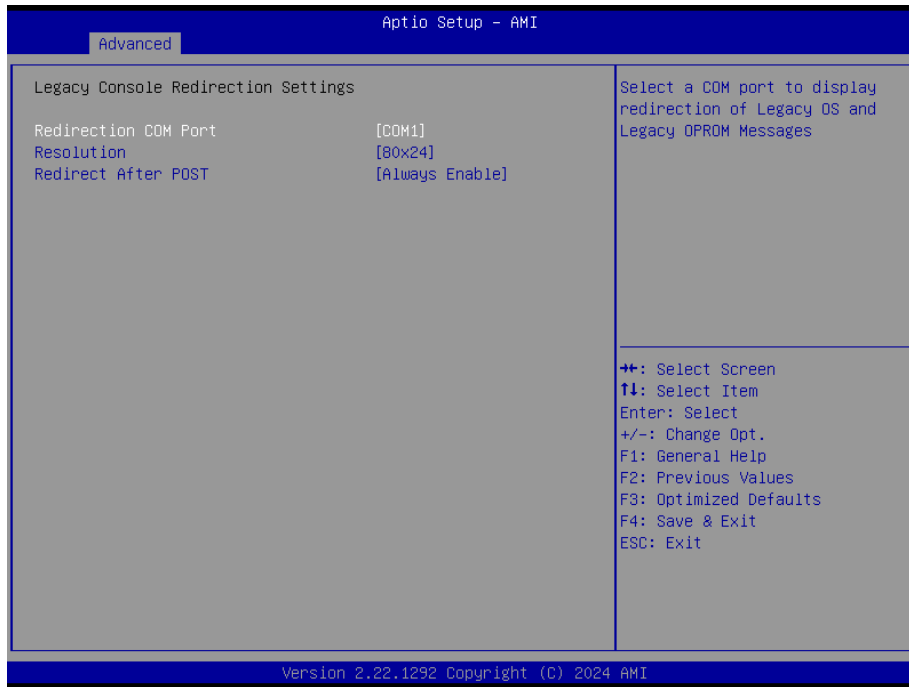 Aptio Setup – AMI
Advanced
Legacy Console Redirection Settings
Redirection COM Port [COM1]
Resolution [80x24]
Redirect After POST [Always Enable]
Select a COM port to display
redirection of Legacy OS and
Legacy OPROM Messages
→←: Select Screen
↑↓: Select Item
Enter: Select
+/-: Change Opt.
F1: General Help
F2: Previous Values
F3: Optimized Defaults
F4: Save & Exit
ESC: Exit
Version 2.22.1292 Copyright (C) 2024 AMI